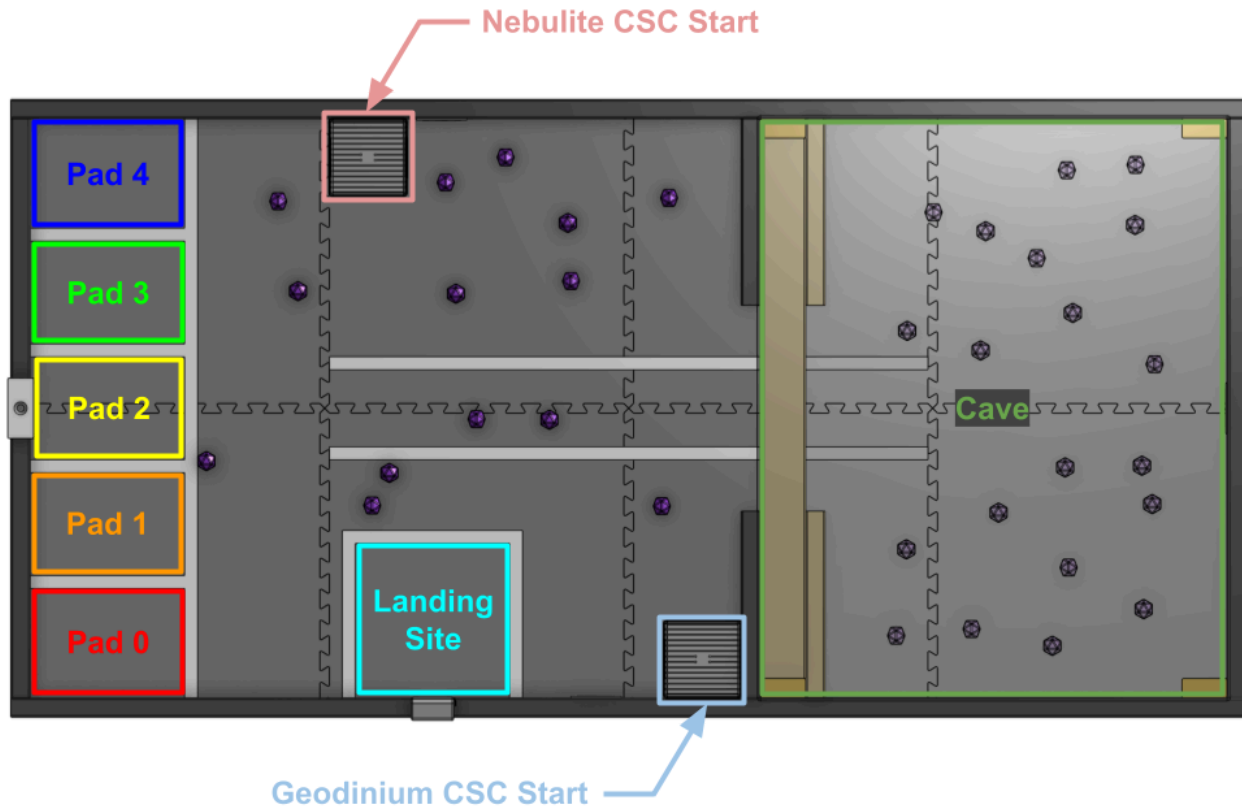 Nebulite CSC Start
Pad 4
Pad 3
Pad 2
Cave
Pad 1
Landing
Site
Pad 0
Geodinium CSC Start